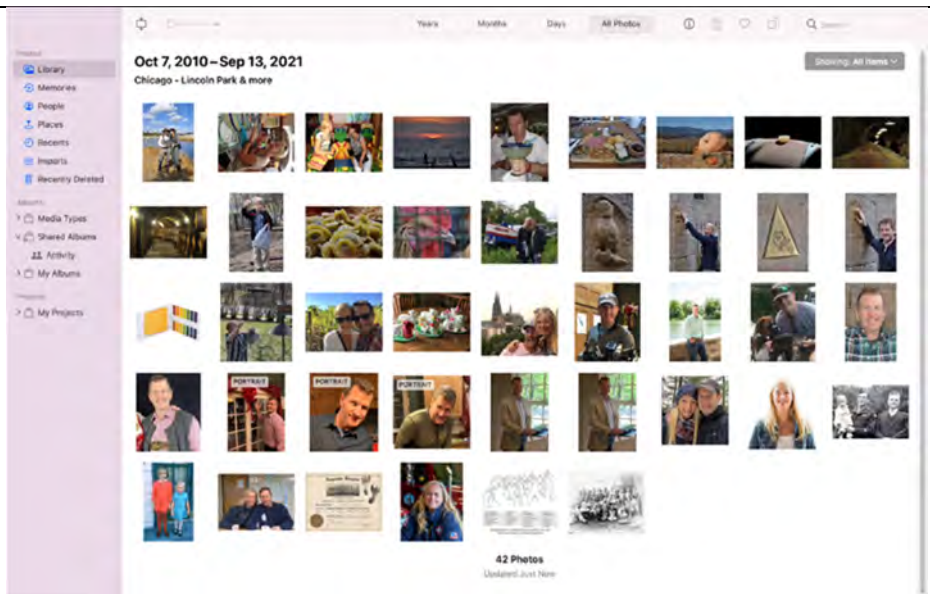 Years Months Days All Photos
Library
Memories
People
Places
Recents
Imports
Recently Deleted
Albums
Media Types
Shared Albums
Activity
My Albums
My Projects
Oct 7, 2010 – Sep 13, 2021
Chicago - Lincoln Park & more
Showing: All Items
PORTRAIT
PORTRAIT
PORTRAIT
42 Photos
Updated Just Now